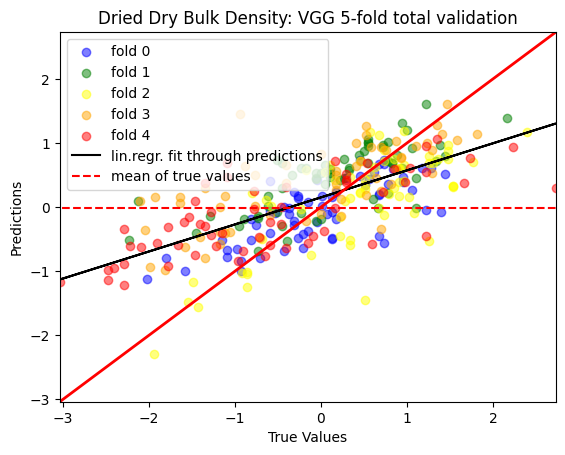 Dried Dry Bulk Density: VGG 5-fold total validation
fold 0
fold 1
fold 2
fold 3
fold 4
lin.regr. fit through predictions
mean of true values
Predictions
2
1
0
−1
−2
−3
−3
−2
−1
0
1
2
True Values